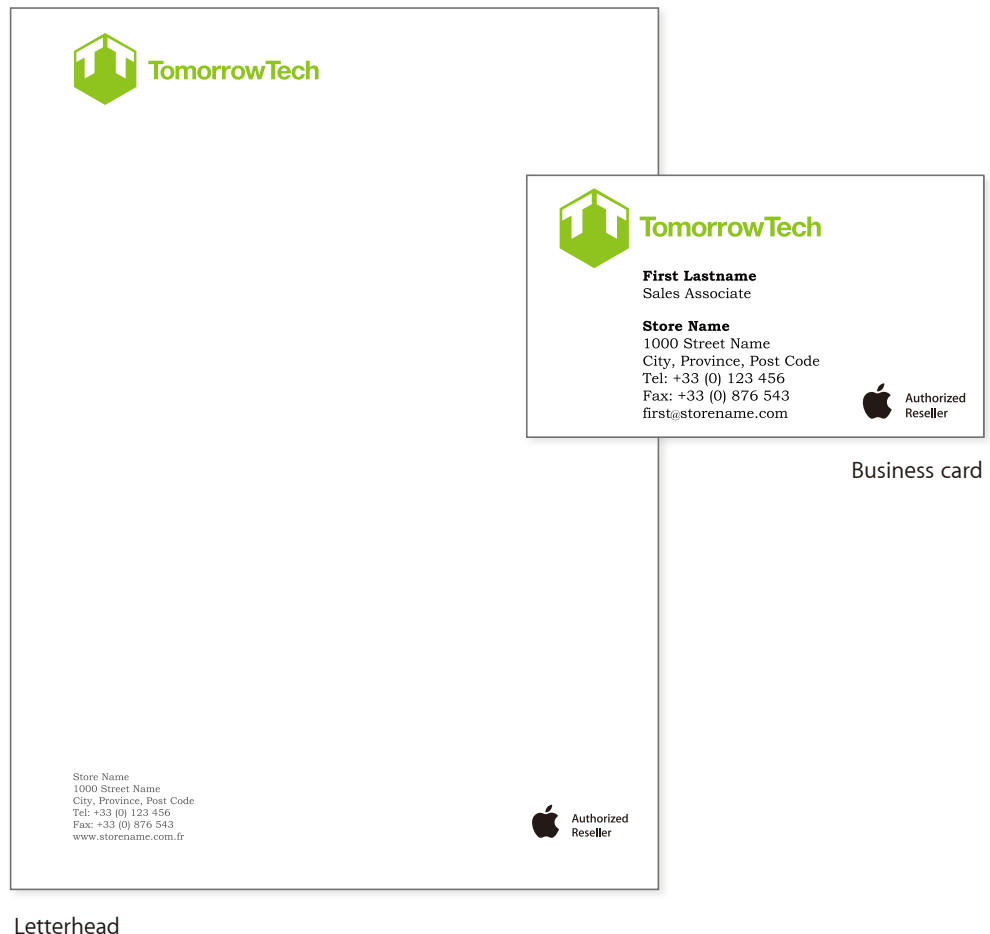 TomorrowTech
TomorrowTech
First Lastname
Sales Associate
Store Name
1000 Street Name
City, Province, Post Code
Tel: +33 (0) 123 456
Fax: +33 (0) 876 543
first@storename.com
Authorized
Reseller
Business card
Store Name
1000 Street Name
City, Province, Post Code
Tel: +33 (0) 123 456
Fax: +33 (0) 876 543
www.storename.com.fr
Authorized
Reseller
Letterhead